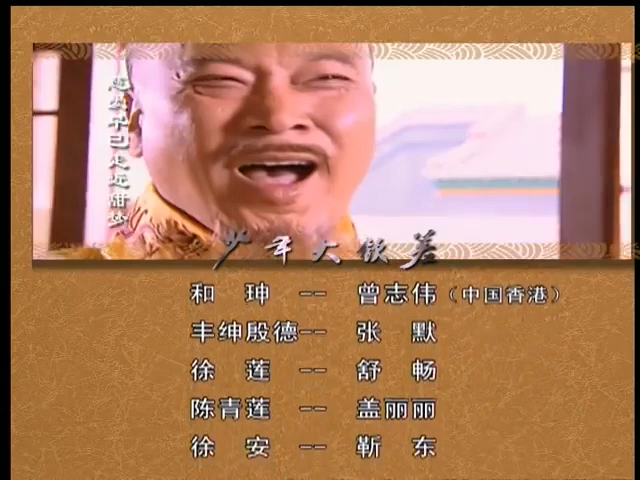 少年大钦差
和 珅 -- 曾志伟（中国香港）
丰绅殷德-- 张 默
徐 莲 -- 舒 畅
陈青莲 -- 盖丽丽
徐 安 -- 靳 东